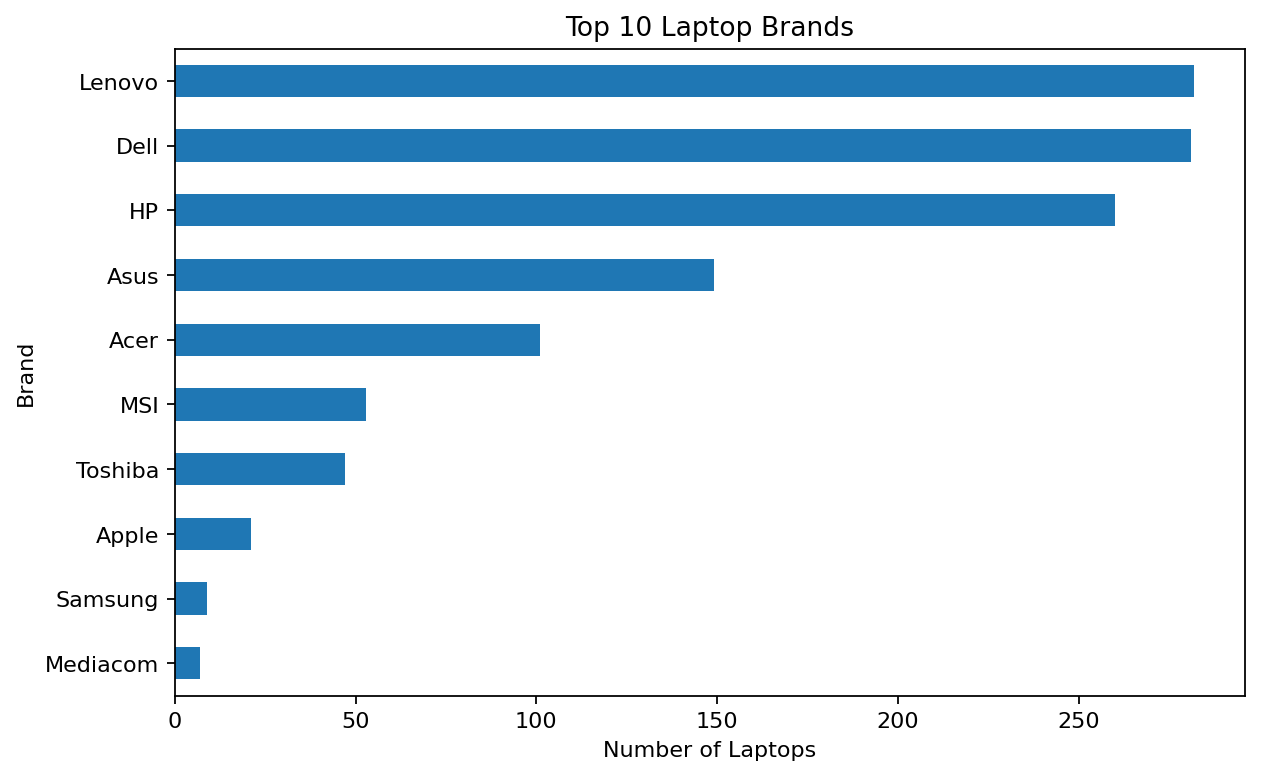 Top 10 Laptop Brands
Brand
Lenovo
Dell
HP
Asus
Acer
MSI
Toshiba
Apple
Samsung
Mediacom
0 50 100 150 200 250
Number of Laptops